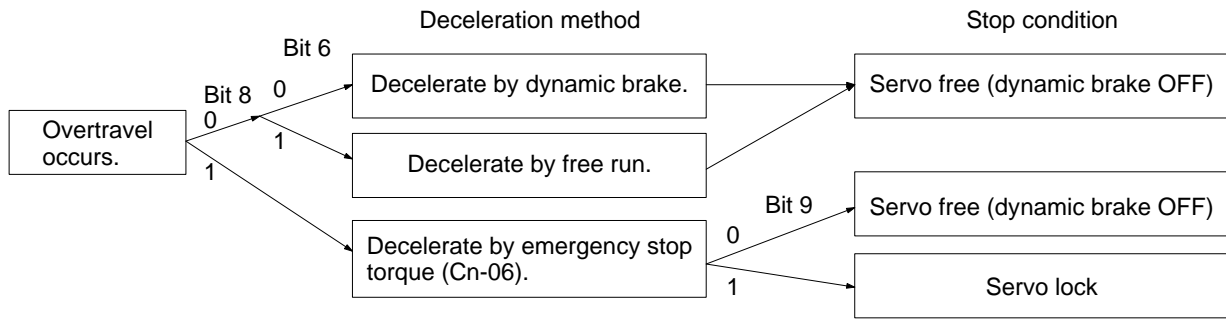 Deceleration method
Stop condition
Bit 6
Decelerate by dynamic brake.
Servo free (dynamic brake OFF)
0
Bit 8
0
Overtravel
occurs.
1
1
Decelerate by free run.
Bit 9
Servo free (dynamic brake OFF)
Decelerate by emergency stop
torque (Cn-06).
0
1
Servo lock